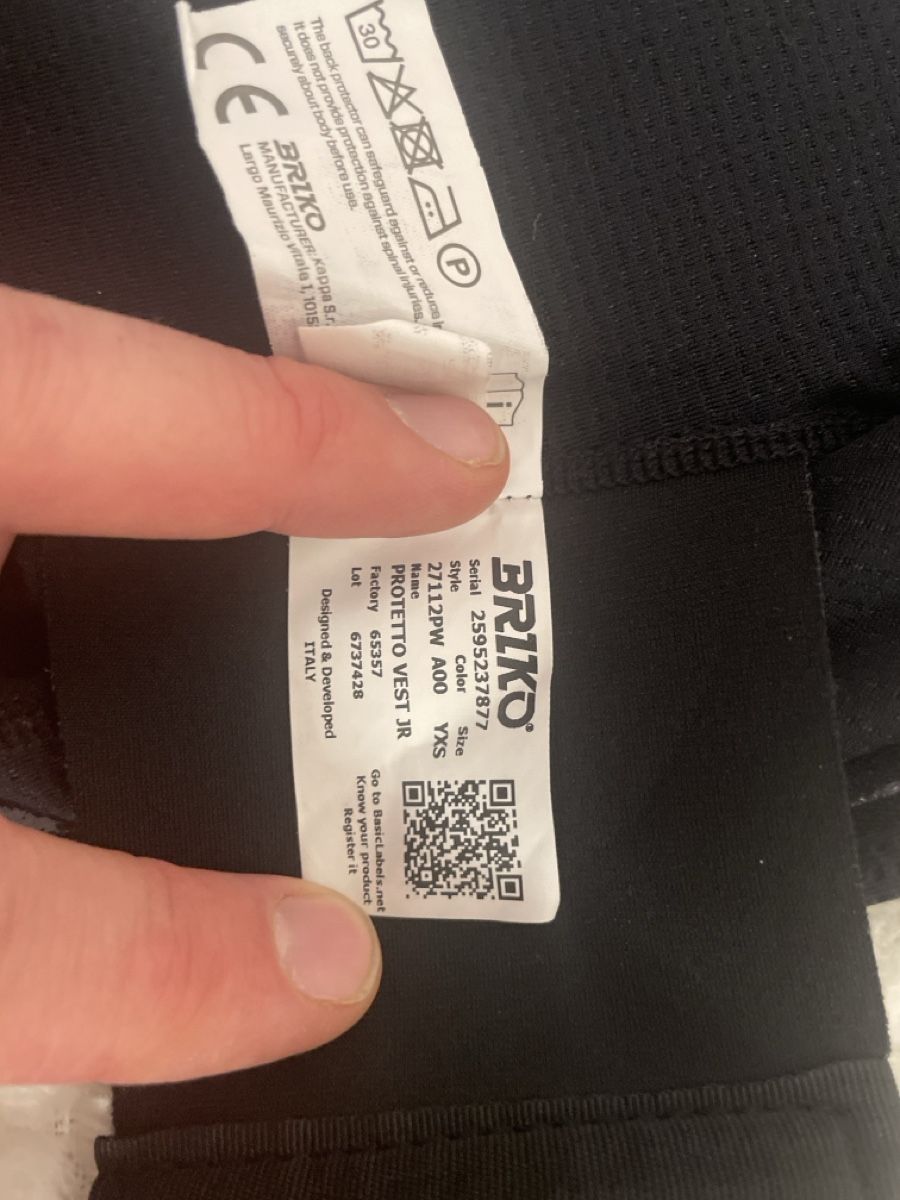 30
P
The back protector can safeguard against or reduce
It does not provide protection against spinal injuries.
securely about body before use.
CE
BRIKO
MANUFACTURER: Kappa S.r.
Largo Maurizio Vitale 1, 1015
i
BRIKO®
Serial 2595237877
Style Color Size
27112PW A00 YXS
Name
PROTETTO VEST JR
Factory 65357
Lot 6737428
Designed & Developed
ITALY
Go to BasicLabels.net
Know your product
Register it